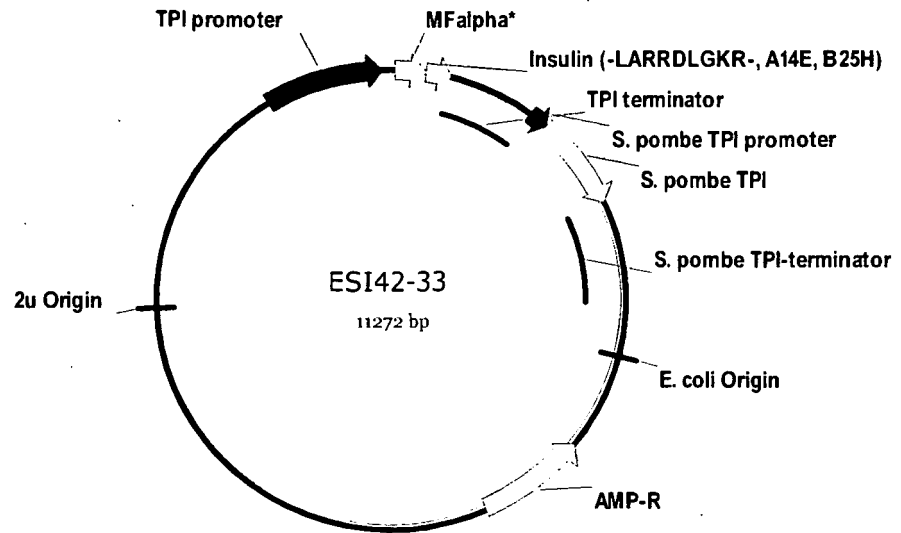 TPI promoter
MFalpha*
Insulin (-LARRDLGKR-, A14E, B25H)
TPI terminator
S. pombe TPI promoter
S. pombe TPI
S. pombe TPI-terminator
ESI42-33
11272 bp
2u Origin
E. coli Origin
AMP-R